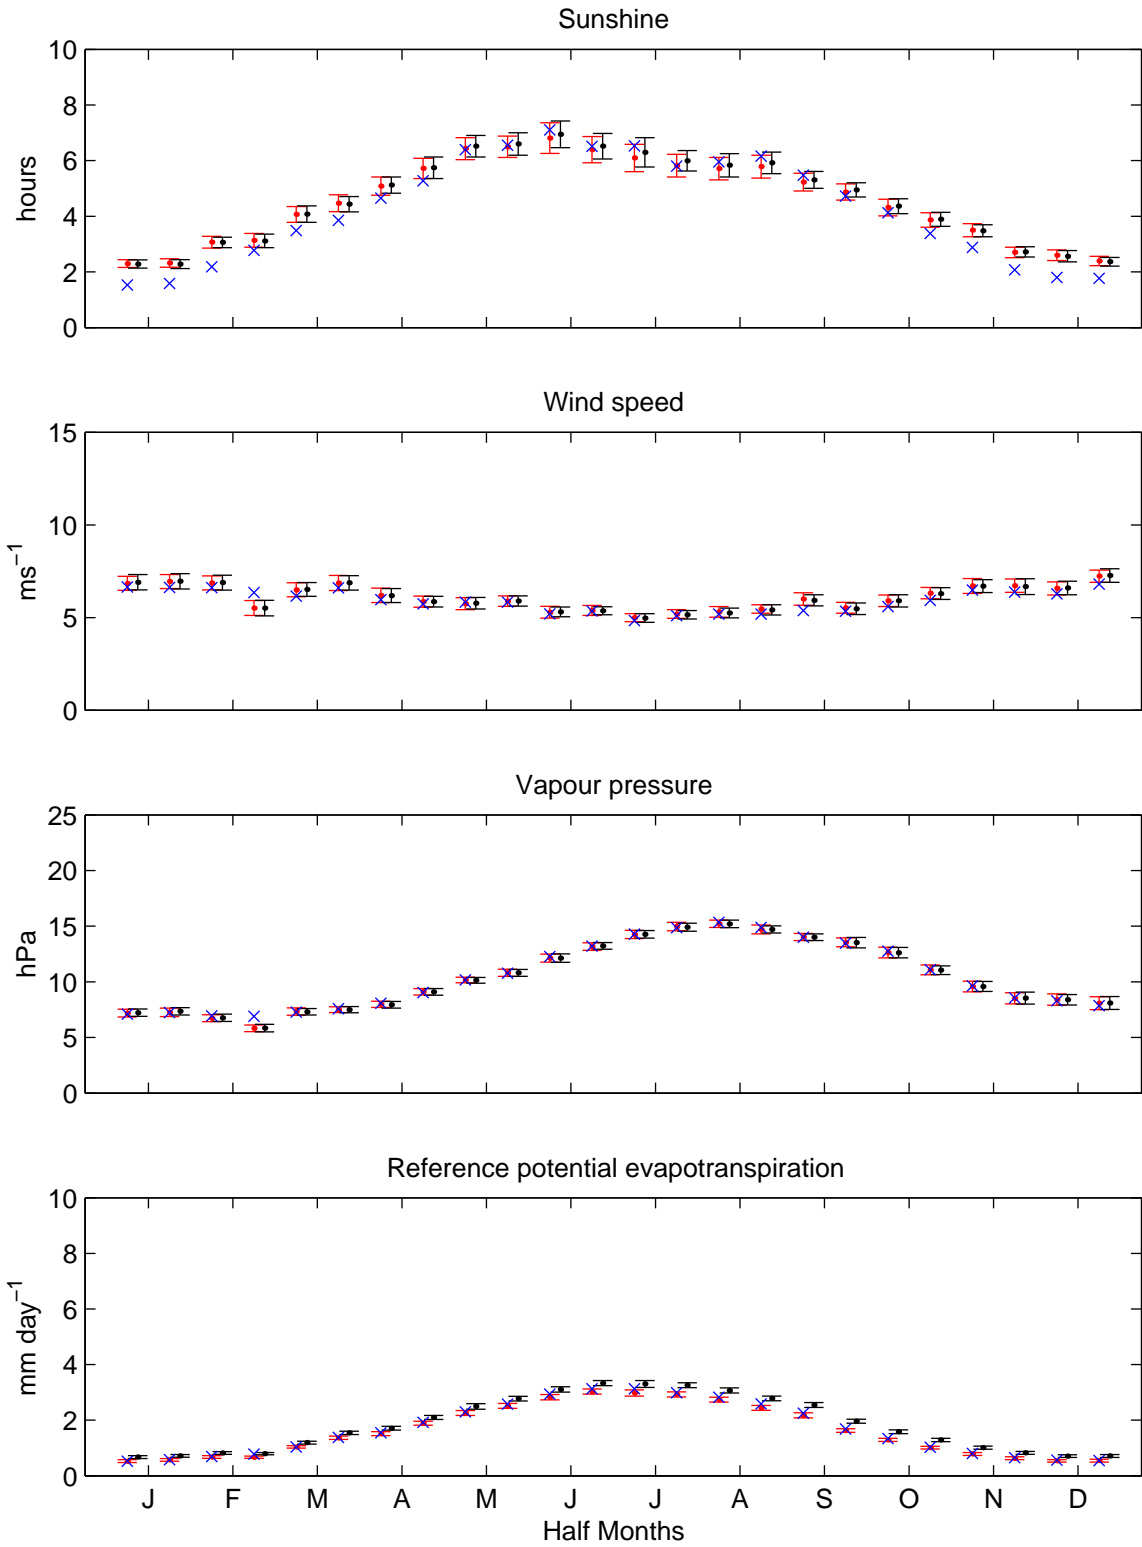 Sunshine
10
8
6
4
2
0
hours
Wind speed
15
10
5
0
ms⁻¹
Vapour pressure
25
20
15
10
5
0
hPa
Reference potential evapotranspiration
10
8
6
4
2
0
mm day⁻¹
J F M A M J J A S O N D
Half Months